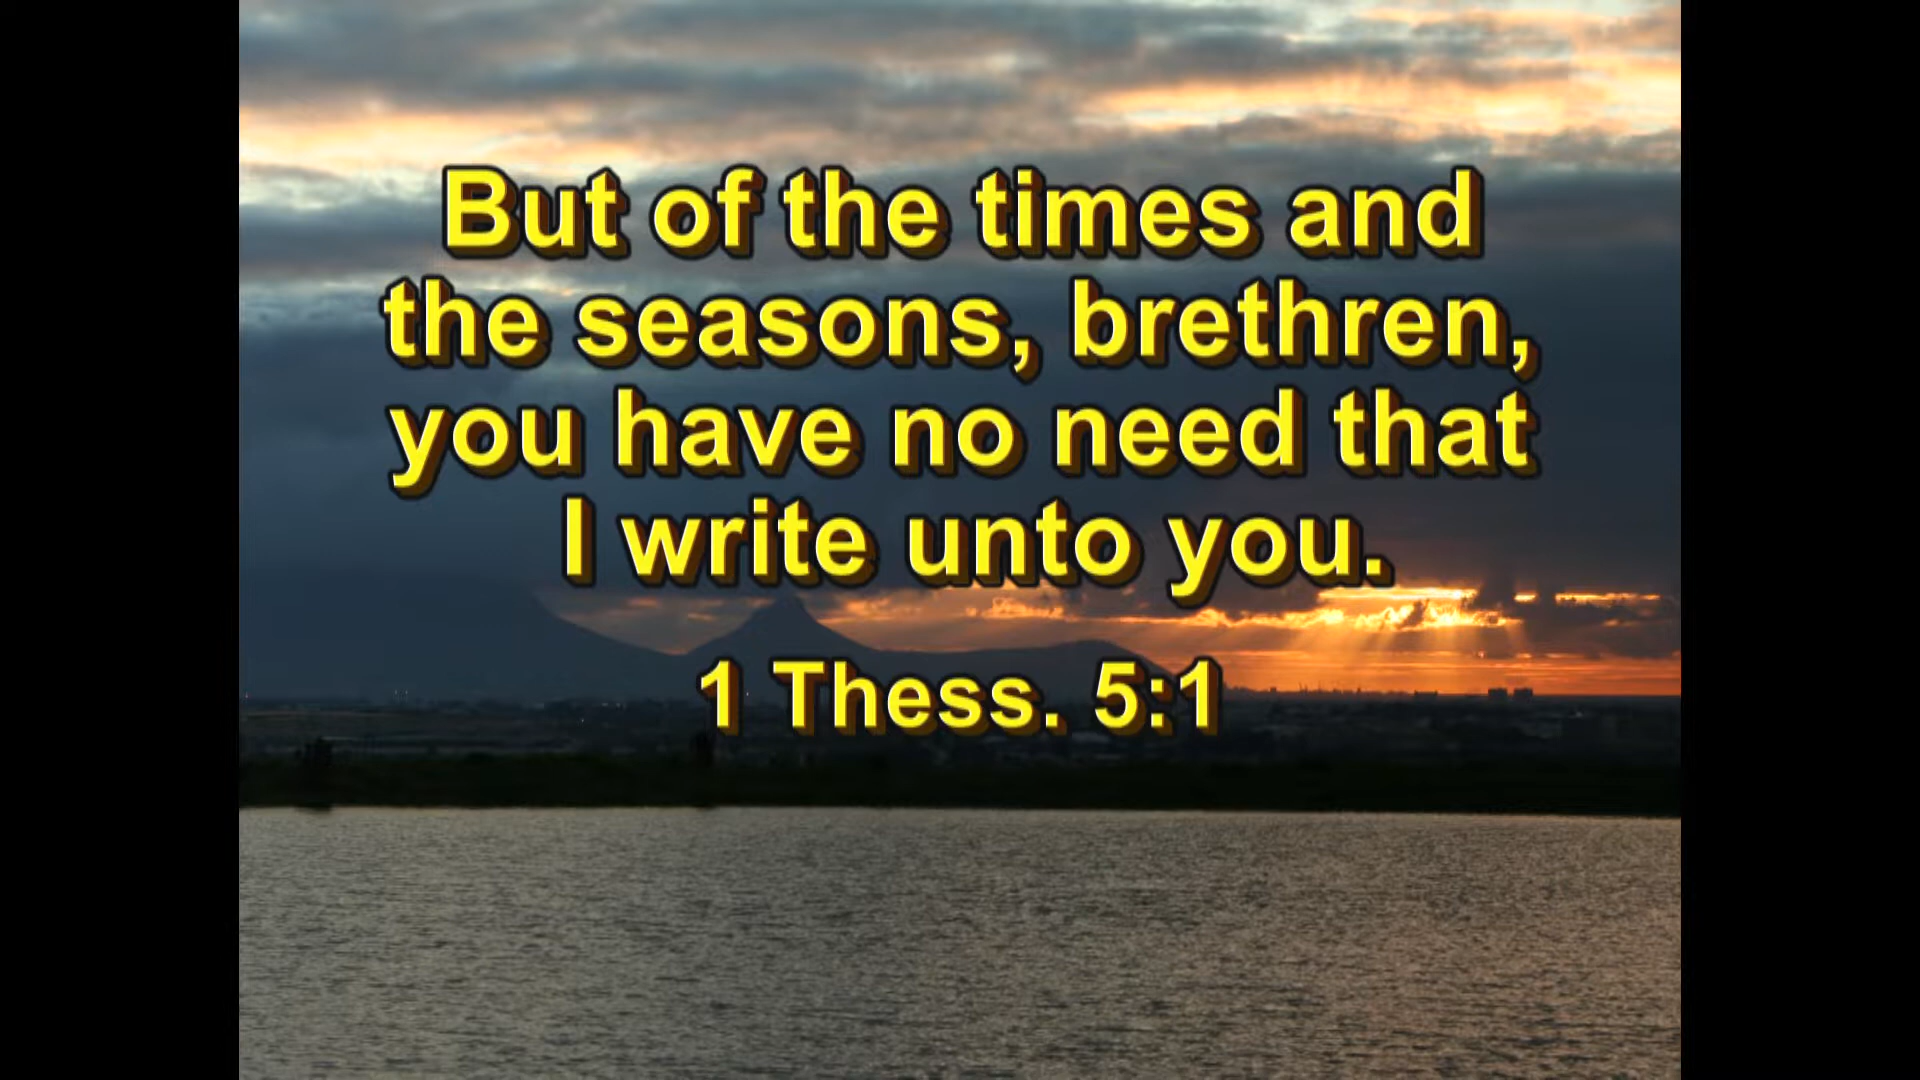 But of the times and
the seasons, brethren,
you have no need that
I write unto you.
1 Thess. 5:1